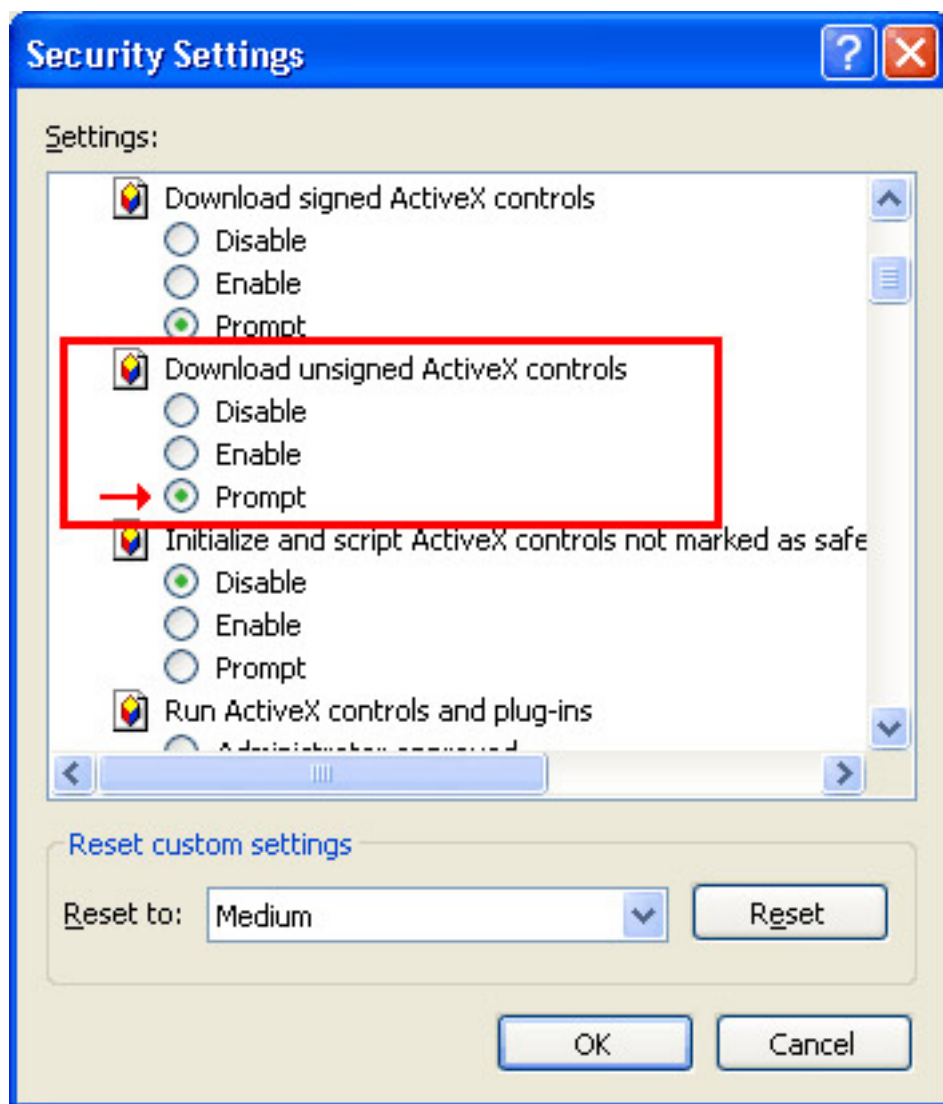 Security Settings
Settings:
Download signed ActiveX controls
Disable
Enable
Prompt
Download unsigned ActiveX controls
Disable
Enable
Prompt
Initialize and script ActiveX controls not marked as safe
Disable
Enable
Prompt
Run ActiveX controls and plug-ins
Administrator approved
Reset custom settings
Reset to: Medium Reset
OK Cancel